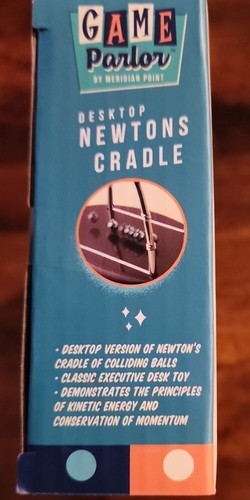 GAME
Parlor™
BY MERIDIAN POINT
DESKTOP
NEWTONS
CRADLE
- DESKTOP VERSION OF NEWTON'S
CRADLE OF COLLIDING BALLS
- CLASSIC EXECUTIVE DESK TOY
- DEMONSTRATES THE PRINCIPLES
OF KINETIC ENERGY AND
CONSERVATION OF MOMENTUM